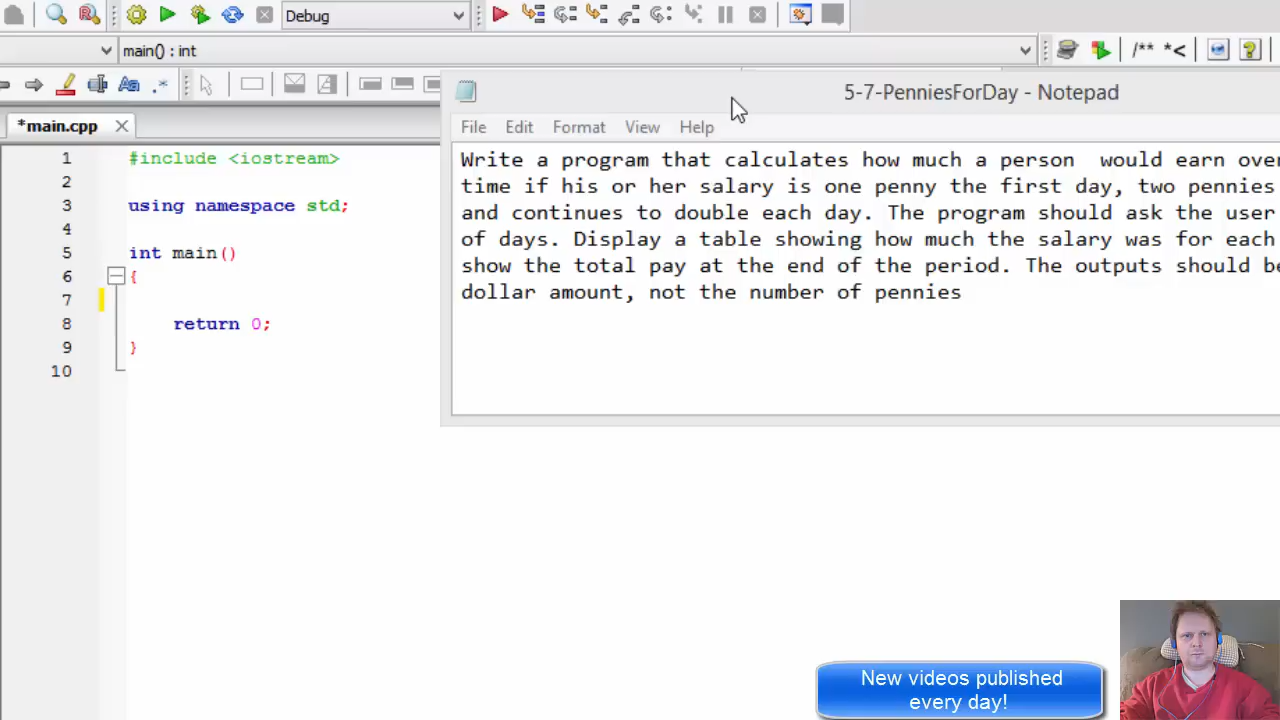 Debug
main() : int
/** *<
*main.cpp
5-7-PenniesForDay - Notepad
File Edit Format View Help
Write a program that calculates how much a person  would earn over
time if his or her salary is one penny the first day, two pennies
and continues to double each day. The program should ask the user
of days. Display a table showing how much the salary was for each
show the total pay at the end of the period. The outputs should be
dollar amount, not the number of pennies
1 #include <iostream>
2
3 using namespace std;
4
5 int main()
6 {
7
8 return 0;
9 }
10
New videos published
every day!